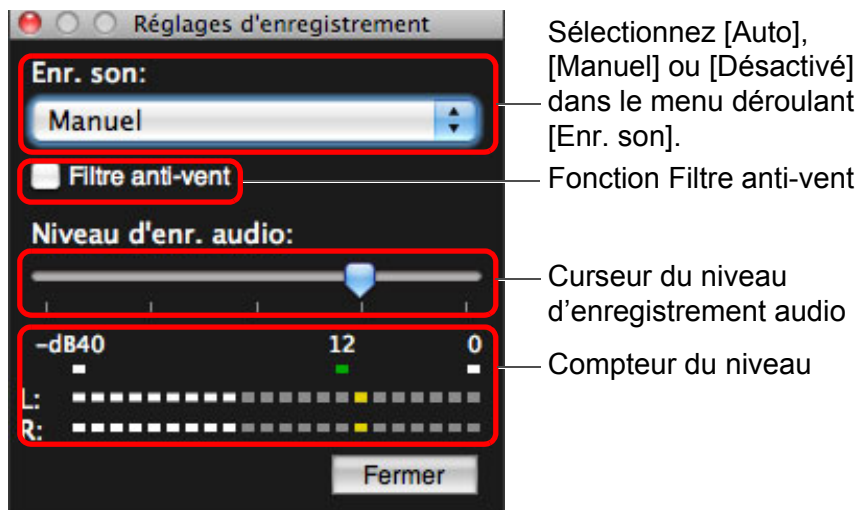 Réglages d'enregistrement
Enr. son:
Manuel
Filtre anti-vent
Niveau d'enr. audio:
-dB40 12 0
L:
R:
Fermer
Sélectionnez [Auto],
[Manuel] ou [Désactivé]
dans le menu déroulant
[Enr. son].
Fonction Filtre anti-vent
Curseur du niveau
d’enregistrement audio
Compteur du niveau